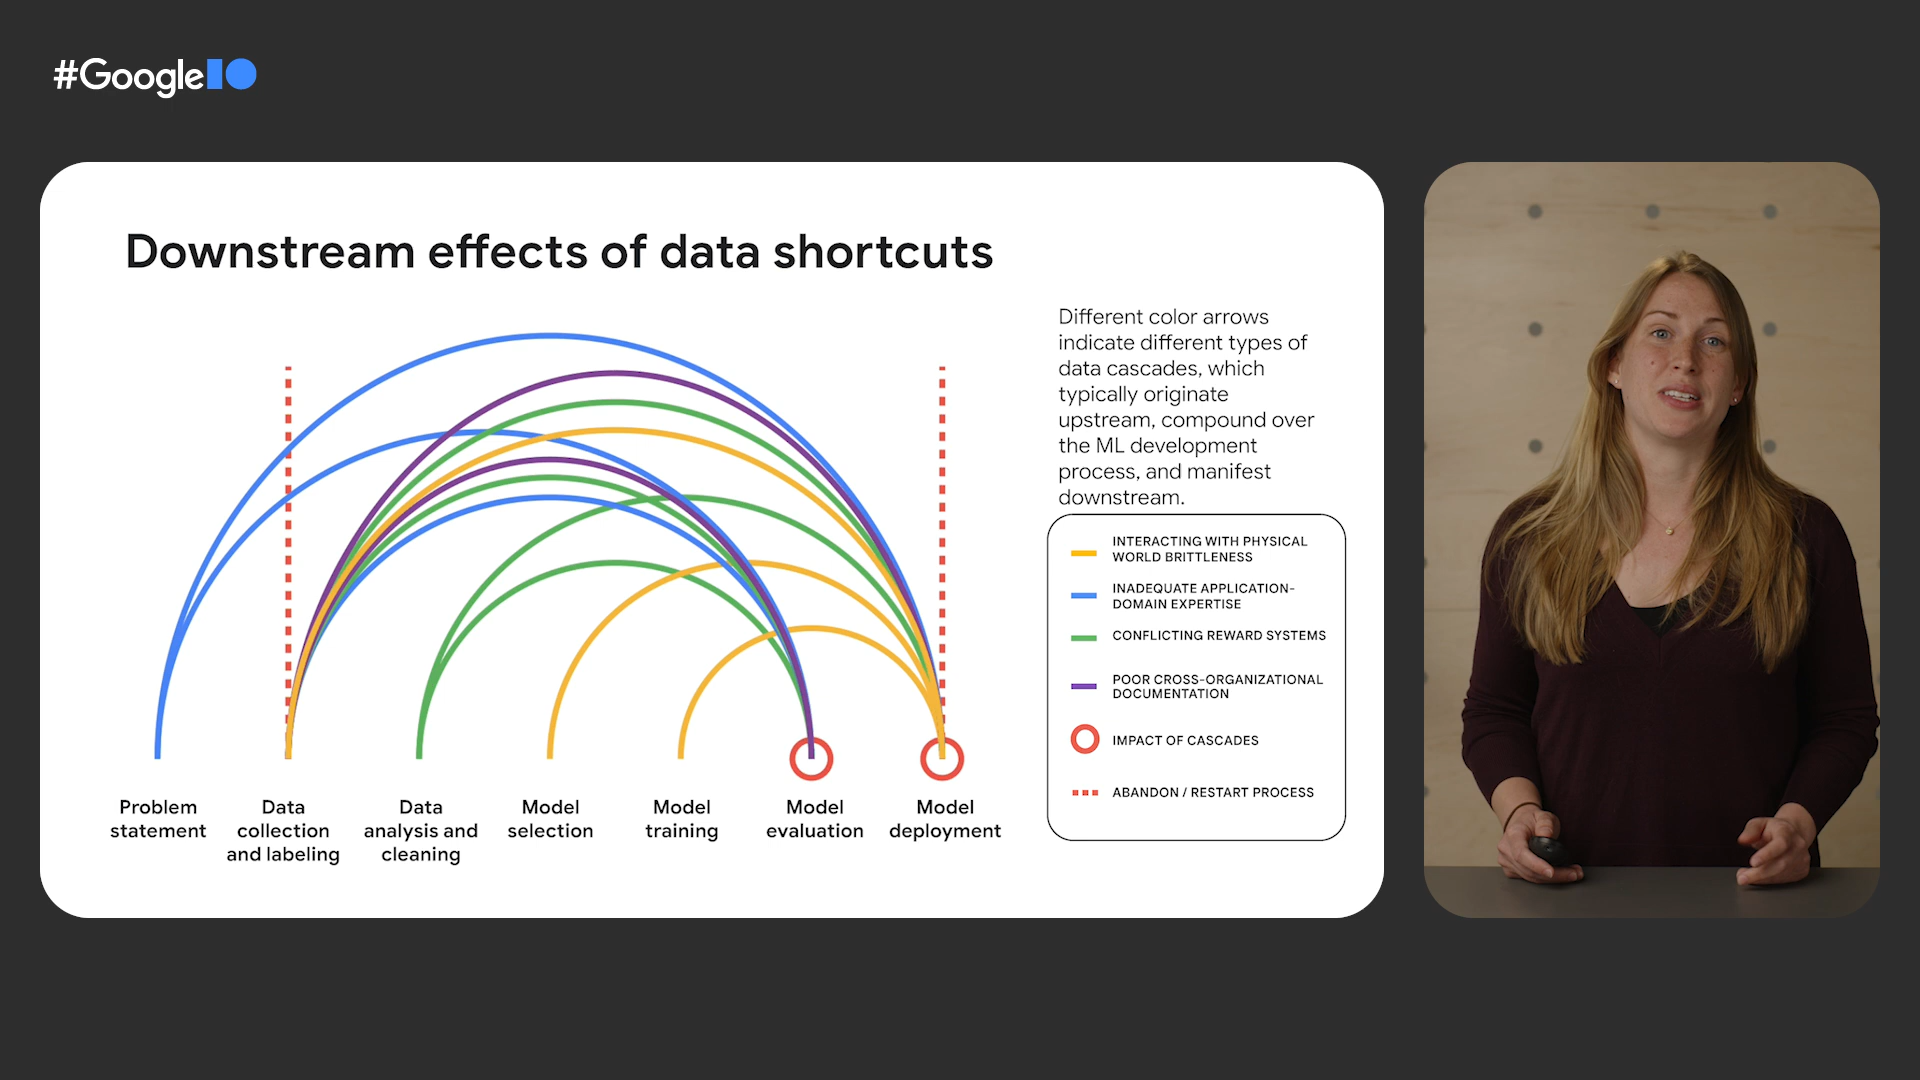 #GoogleIO
Downstream effects of data shortcuts
Different color arrows
indicate different types of
data cascades, which
typically originate
upstream, compound over
the ML development
process, and manifest
downstream.
INTERACTING WITH PHYSICAL
WORLD BRITTLENESS
INADEQUATE APPLICATION-
DOMAIN EXPERTISE
CONFLICTING REWARD SYSTEMS
POOR CROSS-ORGANIZATIONAL
DOCUMENTATION
IMPACT OF CASCADES
ABANDON / RESTART PROCESS
Problem
statement
Data
collection
and labeling
Data
analysis and
cleaning
Model
selection
Model
training
Model
evaluation
Model
deployment